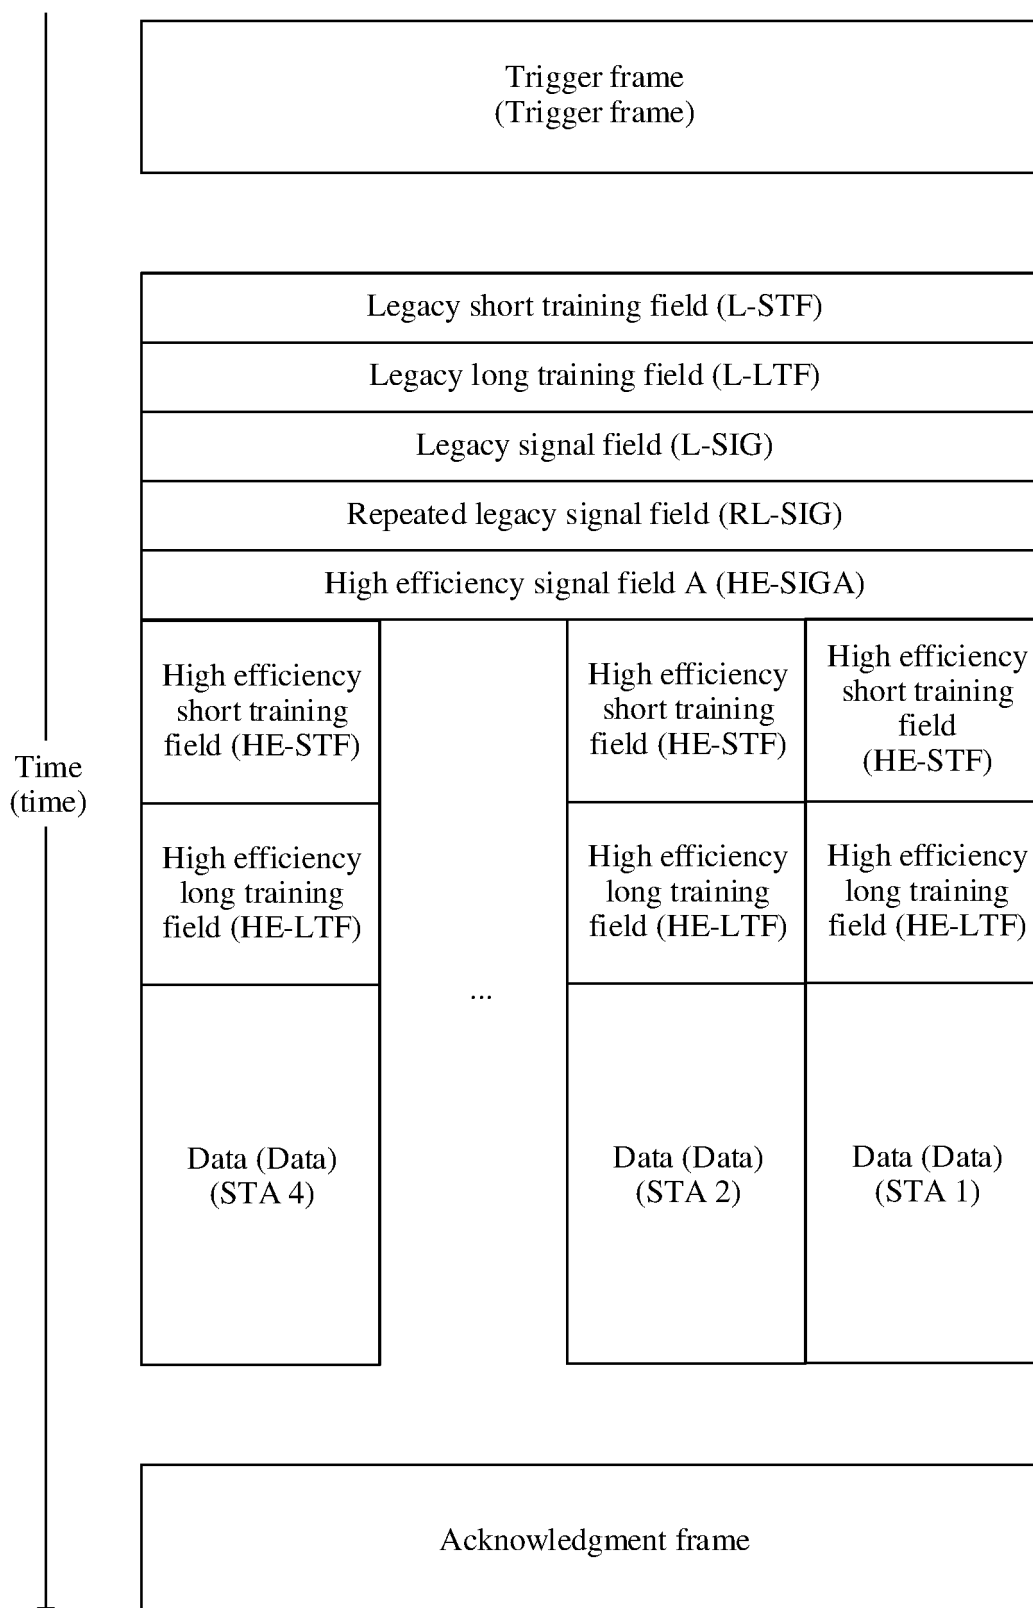 Trigger frame
(Trigger frame)
Legacy short training field (L-STF)
Legacy long training field (L-LTF)
Legacy signal field (L-SIG)
Repeated legacy signal field (RL-SIG)
High efficiency signal field A (HE-SIGA)
High efficiency
short training
field (HE-STF)
High efficiency
short training
field (HE-STF)
High efficiency
short training
field
(HE-STF)
Time
(time)
High efficiency
long training
field (HE-LTF)
High efficiency
long training
field (HE-LTF)
High efficiency
long training
field (HE-LTF)
...
Data (Data)
(STA 4)
Data (Data)
(STA 2)
Data (Data)
(STA 1)
Acknowledgment frame